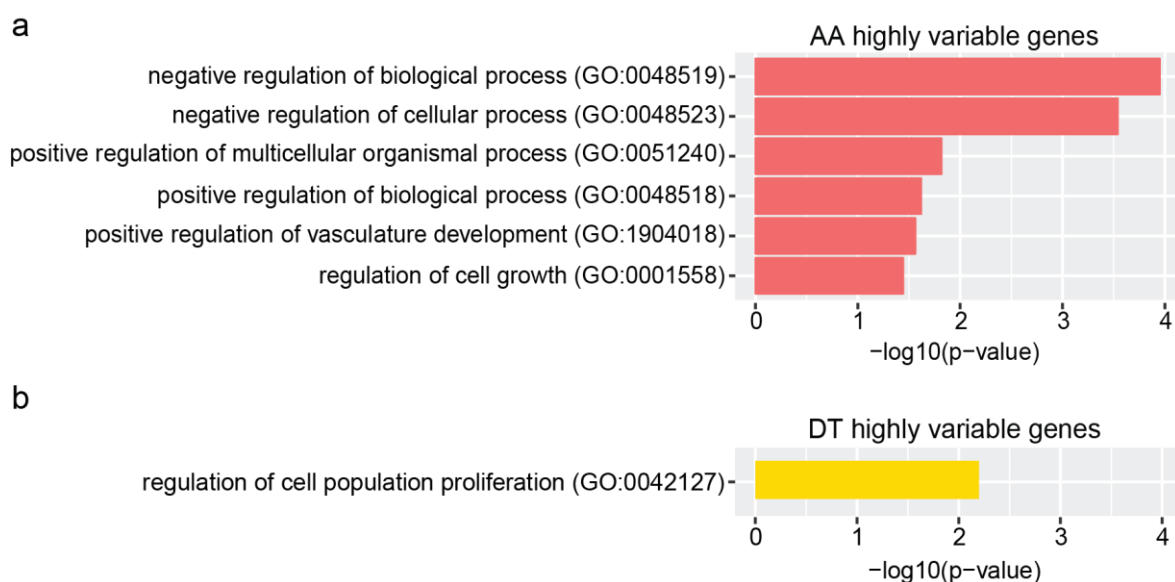 a
AA highly variable genes
negative regulation of biological process (GO:0048519)
negative regulation of cellular process (GO:0048523)
positive regulation of multicellular organismal process (GO:0051240)
positive regulation of biological process (GO:0048518)
positive regulation of vasculature development (GO:1904018)
regulation of cell growth (GO:0001558)
0 1 2 3 4
−log10(p−value)
b
DT highly variable genes
regulation of cell population proliferation (GO:0042127)
0 1 2 3 4
−log10(p−value)